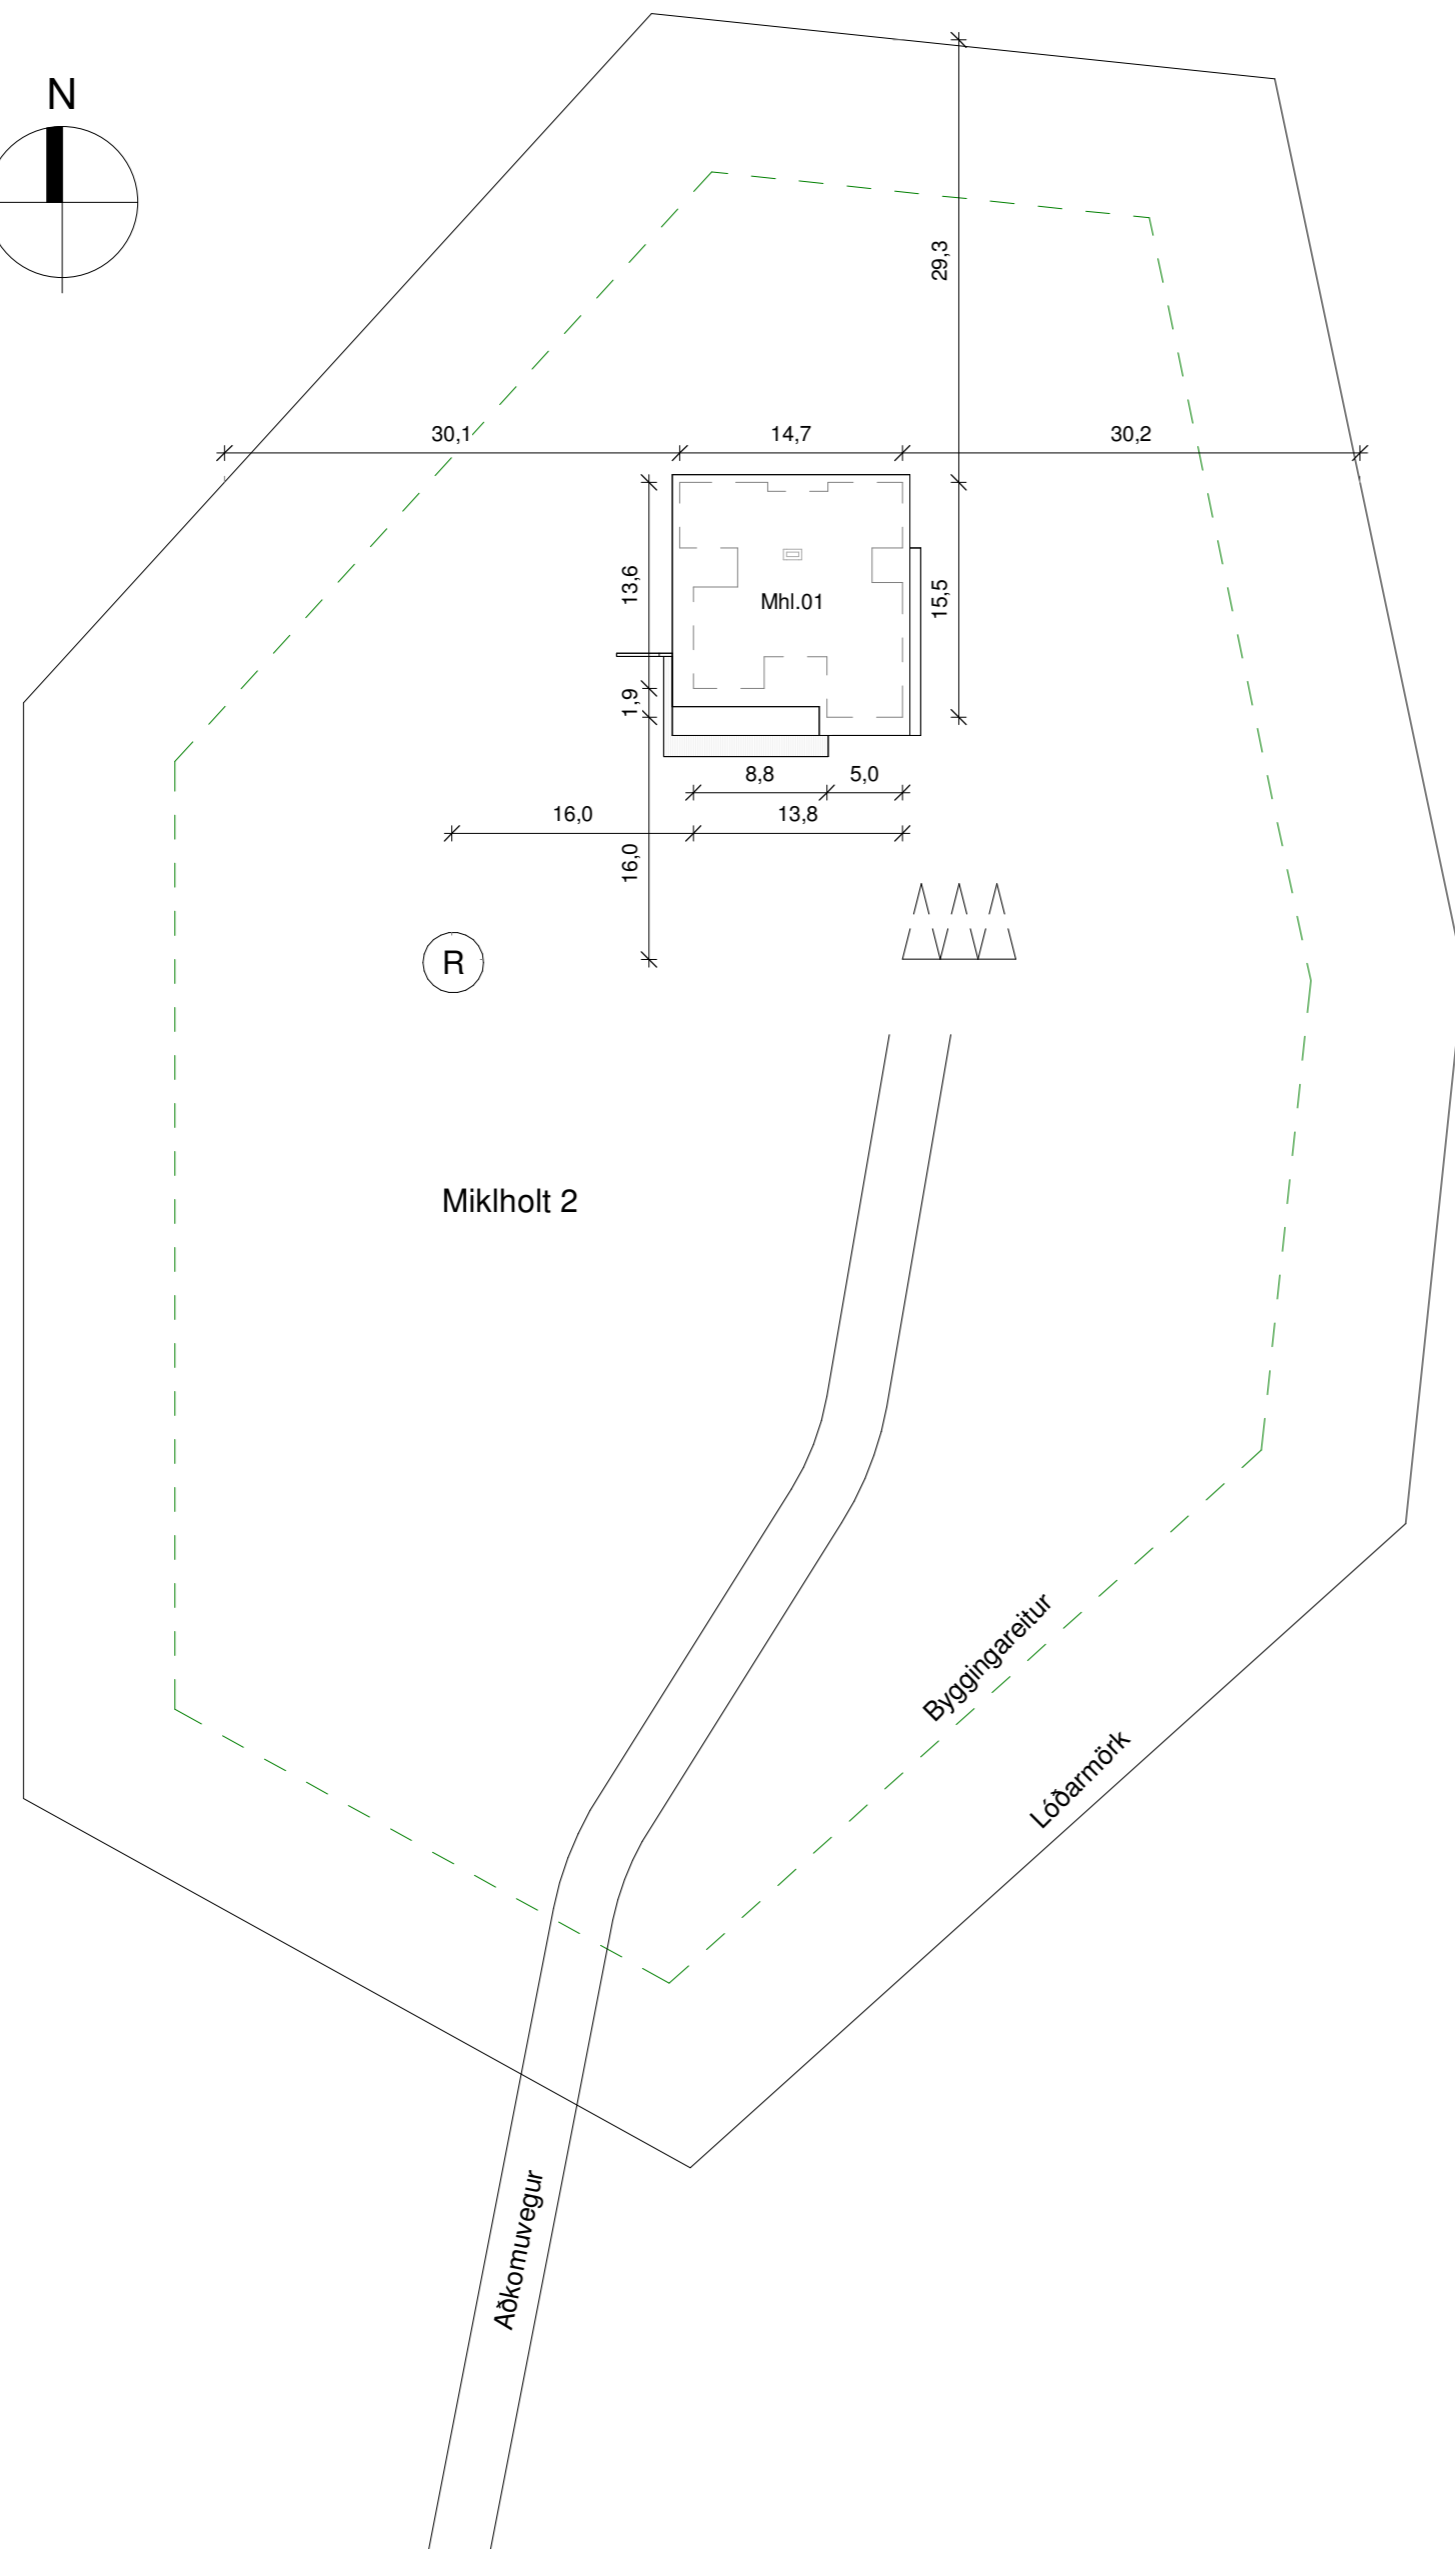 N
29,3
30,1
14,7
30,2
13,6
15,5
Mhl.01
1,9
8,8
5,0
16,0
13,8
16,0
R
Miklholt 2
Byggingareitur
Lóðarmörk
Aðkomuvegur